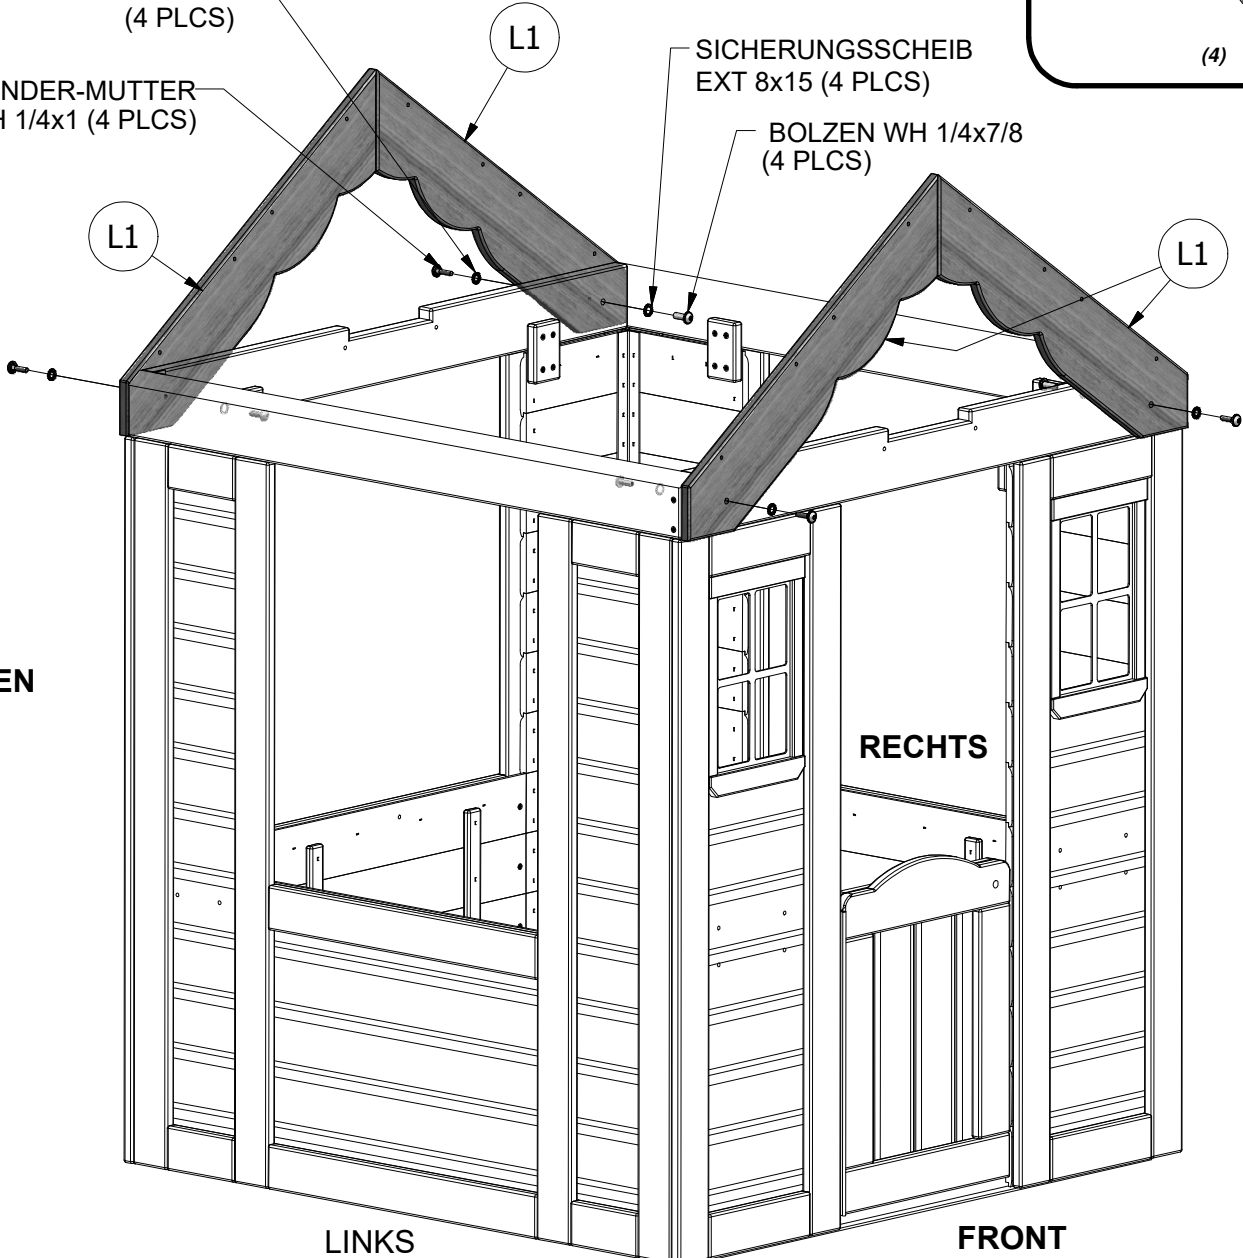 (4 PLCS)
L1
SICHERUNGSSCHEIB
EXT 8x15 (4 PLCS)
(4)
NDER-MUTTER
H 1/4x1 (4 PLCS)
BOLZEN WH 1/4x7/8
(4 PLCS)
L1
L1
EN
RECHTS
LINKS
FRONT